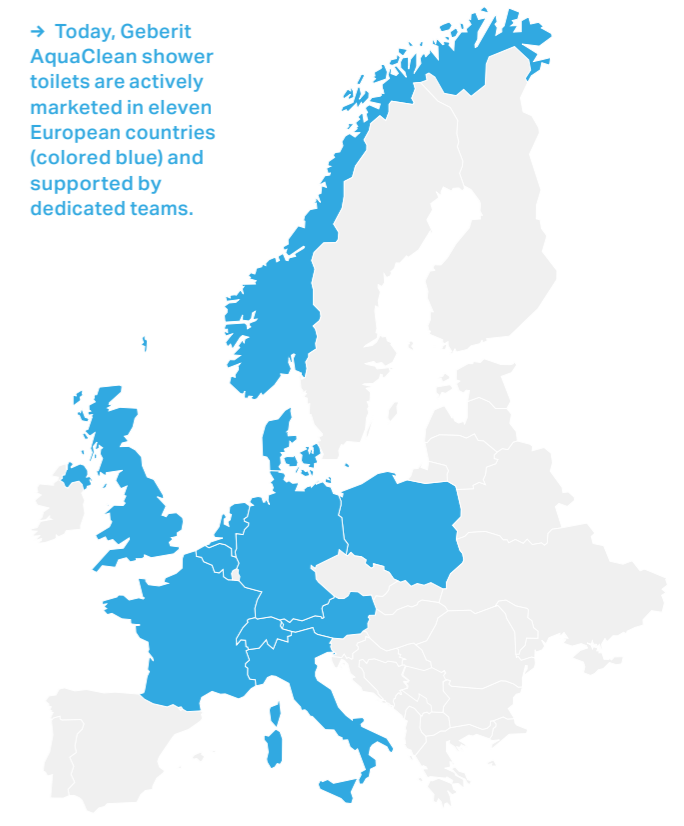 → Today, Geberit
AquaClean shower
toilets are actively
marketed in eleven
European countries
(colored blue) and
supported by
dedicated teams.